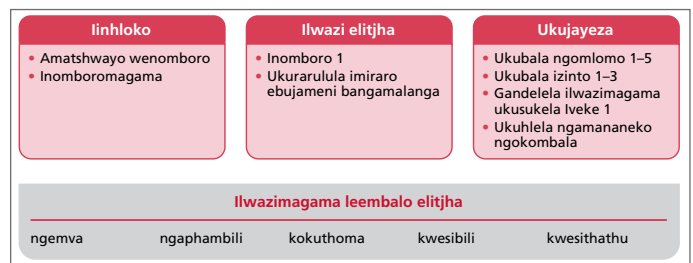 Iinhloko
• Amatshwayo wenomboro
• Inomboromagama
Ilwazi elitjha
• Inomboro 1
• Ukurarulula imiraro
ebujameni bangamalanga
Ukujayeza
• Ukubala ngomlomo 1–5
• Ukubala izinto 1–3
• Gandelela ilwazimagama
ukusukela Iveke 1
• Ukuhlela ngamananeko
ngokombala
Ilwazimagama leembalo elitjha
ngemva ngaphambili kokuthoma kwesibili kwesithathu